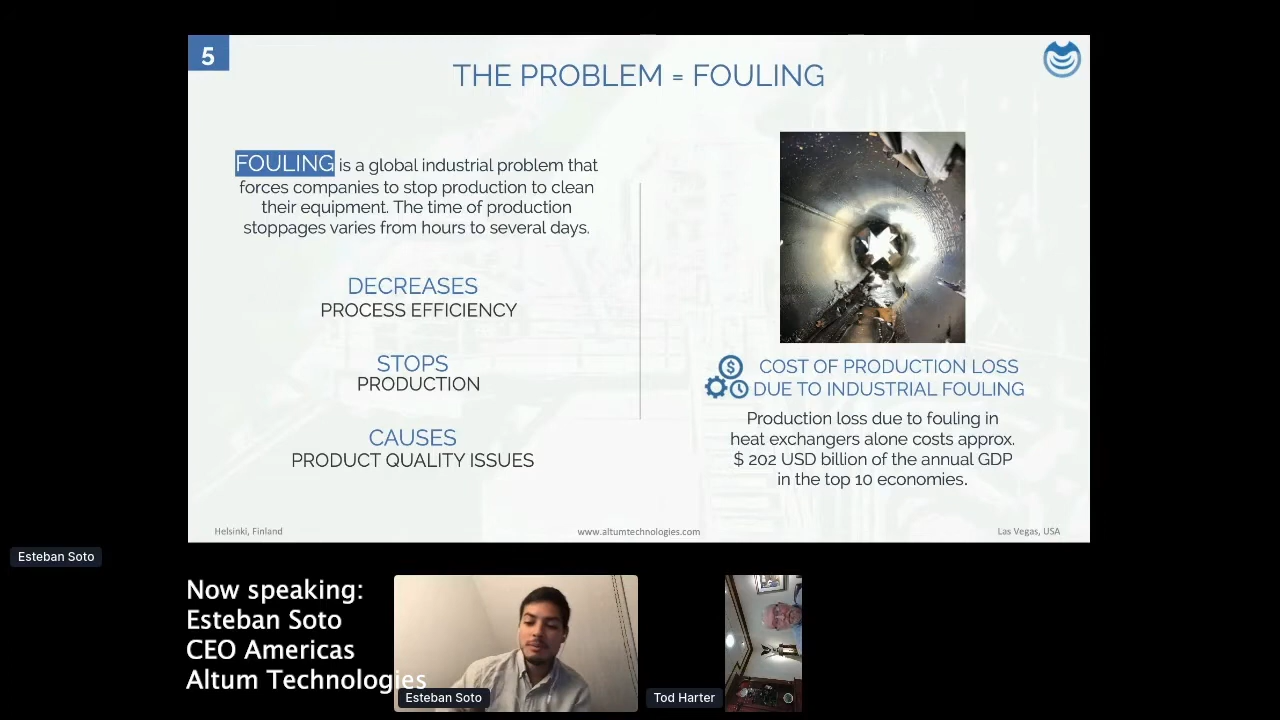 5
THE PROBLEM = FOULING
FOULING is a global industrial problem that
forces companies to stop production to clean
their equipment. The time of production
stoppages varies from hours to several days.
DECREASES
PROCESS EFFICIENCY
STOPS
PRODUCTION
CAUSES
PRODUCT QUALITY ISSUES
$
COST OF PRODUCTION LOSS
DUE TO INDUSTRIAL FOULING
Production loss due to fouling in
heat exchangers alone costs approx.
$ 202 USD billion of the annual GDP
in the top 10 economies.
Helsinki, Finland
www.altumtechnologies.com
Las Vegas, USA
Esteban Soto
Now speaking:
Esteban Soto
CEO Americas
Altum Technologies
Esteban Soto
Tod Harter